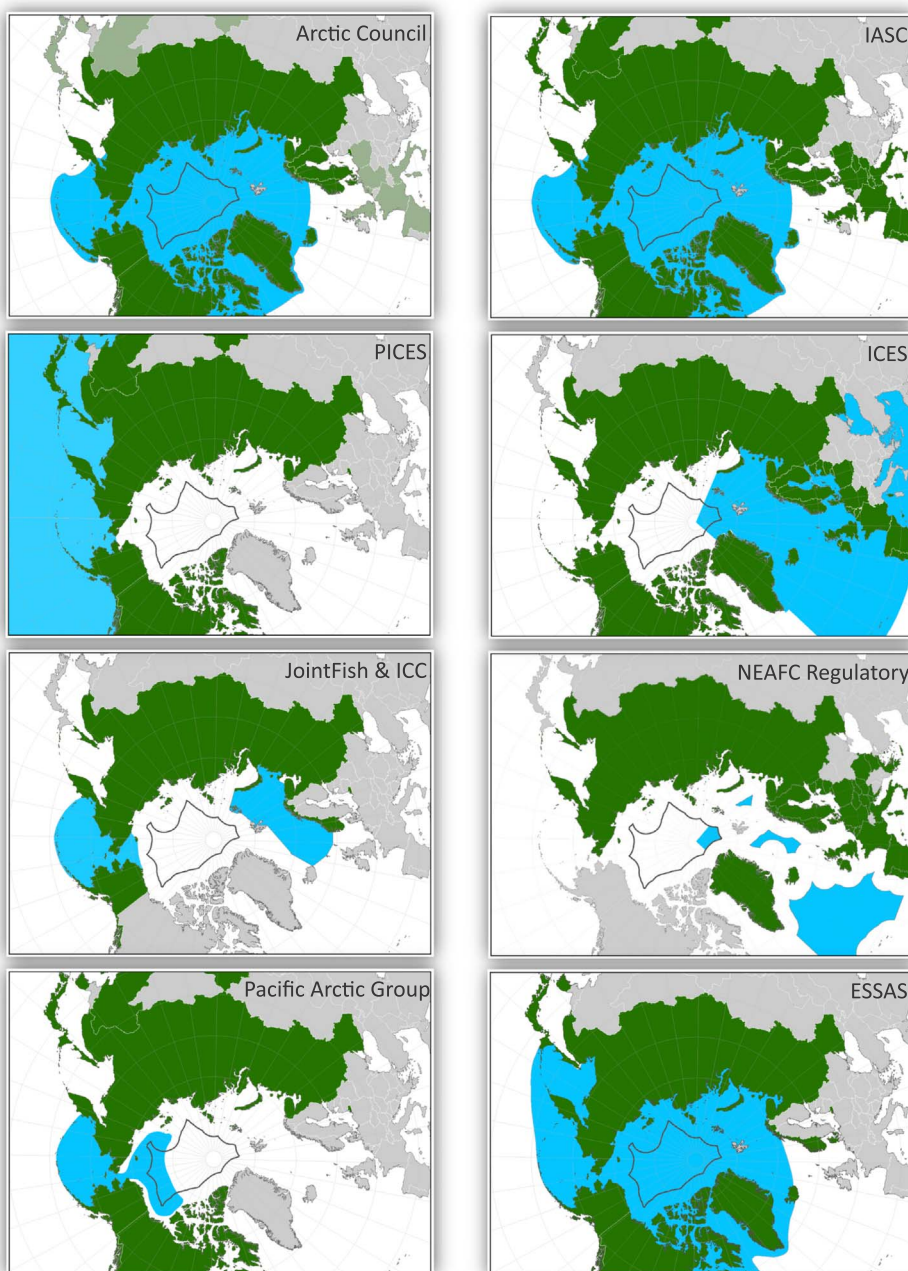 Arctic Council
IASC
PICES
ICES
JointFish & ICC
NEAFC Regulatory
Pacific Arctic Group
ESSAS